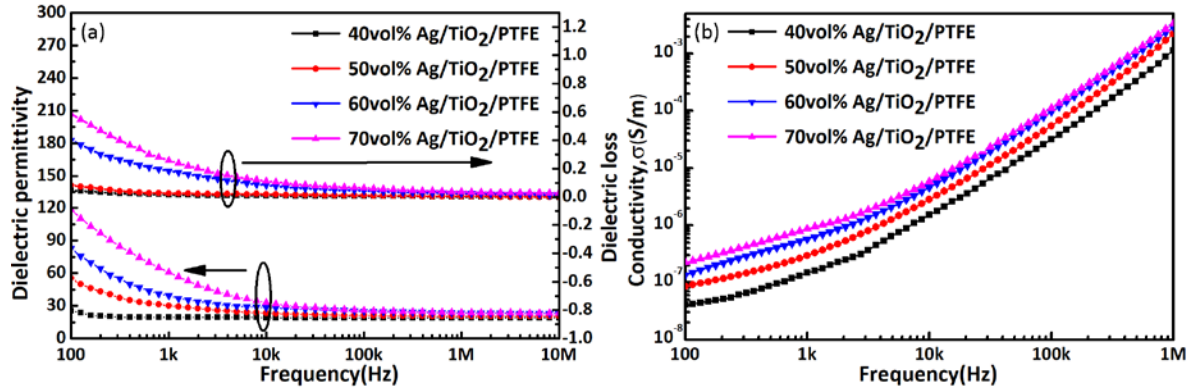 (a)
40vol% Ag/TiO₂/PTFE
50vol% Ag/TiO₂/PTFE
60vol% Ag/TiO₂/PTFE
70vol% Ag/TiO₂/PTFE
Dielectric permittivity
300
270
240
210
180
150
120
90
60
30
0
Dielectric loss
1.2
1.0
0.8
0.6
0.4
0.2
0.0
-0.2
-0.4
-0.6
-0.8
-1.0
100 1k 10k 100k 1M 10M
Frequency(Hz)
(b)
40vol% Ag/TiO₂/PTFE
50vol% Ag/TiO₂/PTFE
60vol% Ag/TiO₂/PTFE
70vol% Ag/TiO₂/PTFE
Conductivity,σ(S/m)
10⁻³
10⁻⁴
10⁻⁵
10⁻⁶
10⁻⁷
10⁻⁸
100 1k 10k 100k 1M
Frequency(Hz)